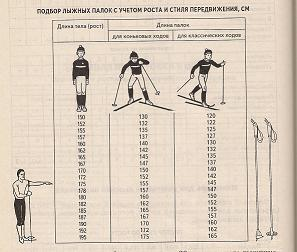 ПОДБОР ЛЫЖНЫХ ПАЛОК С УЧЕТОМ РОСТА И СТИЛЯ ПЕРЕДВИЖЕНИЯ, СМ
Длина тела (рост) Длина палок
для коньковых ходов для классических ходов
150 130 120
152 132 122
155 135 125
157 137 127
160 140 130
163 142 132
165 145 135
167 147 137
170 150 140
172 152 142
175 155 145
178 157 147
180 160 150
182 162 152
185 165 155
187 167 157
190 170 160
192 172 162
195 175 165